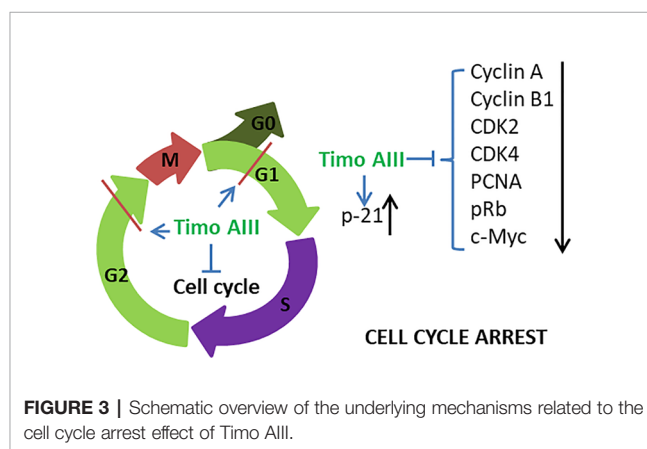 G0
M
G1
Timo AIII
Cell cycle
G2
S
Timo AIII
p-21
Cyclin A
Cyclin B1
CDK2
CDK4
PCNA
pRb
c-Myc
CELL CYCLE ARREST
FIGURE 3 | Schematic overview of the underlying mechanisms related to the
cell cycle arrest effect of Timo AIII.